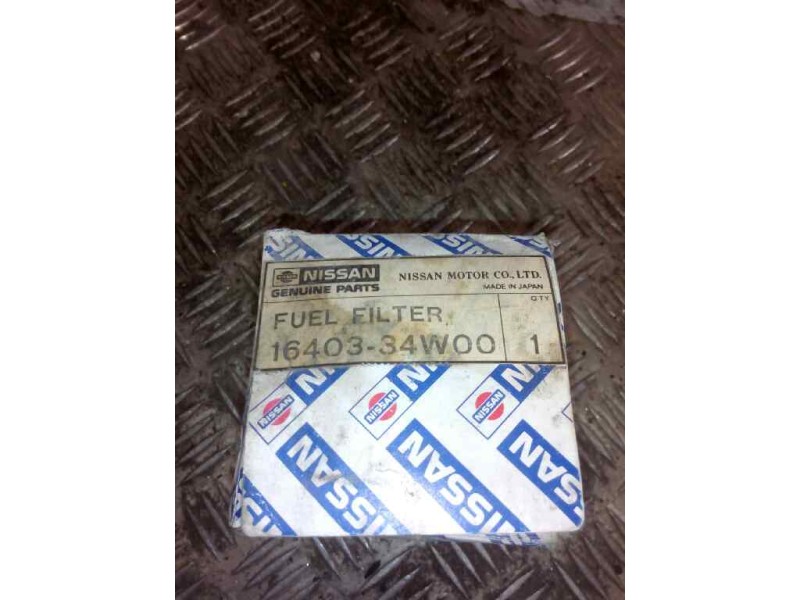 NISSAN
GENUINE PARTS
NISSAN MOTOR CO., LTD.
MADE IN JAPAN
QTY
FUEL FILTER
16403-34W00
1
NISSAN
NISSAN
NISSAN
NISSAN
NISSAN
NISSAN